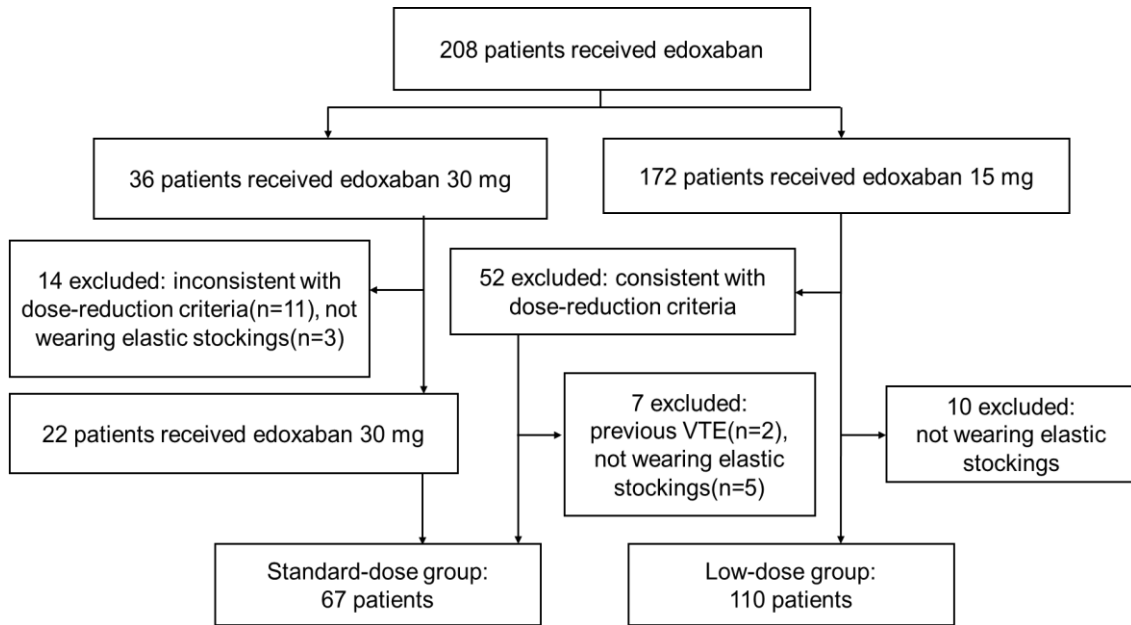 208 patients received edoxaban
36 patients received edoxaban 30 mg
172 patients received edoxaban 15 mg
14 excluded: inconsistent with
dose-reduction criteria(n=11), not
wearing elastic stockings(n=3)
52 excluded: consistent with
dose-reduction criteria
22 patients received edoxaban 30 mg
7 excluded:
previous VTE(n=2),
not wearing elastic
stockings(n=5)
10 excluded:
not wearing elastic
stockings
Standard-dose group:
67 patients
Low-dose group:
110 patients